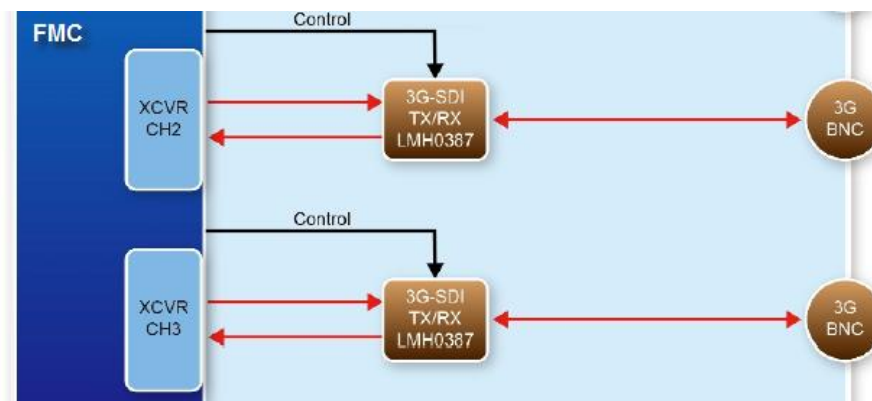 FMC
Control
XCVR
CH2
3G-SDI
TX/RX
LMH0387
3G
BNC
Control
XCVR
CH3
3G-SDI
TX/RX
LMH0387
3G
BNC